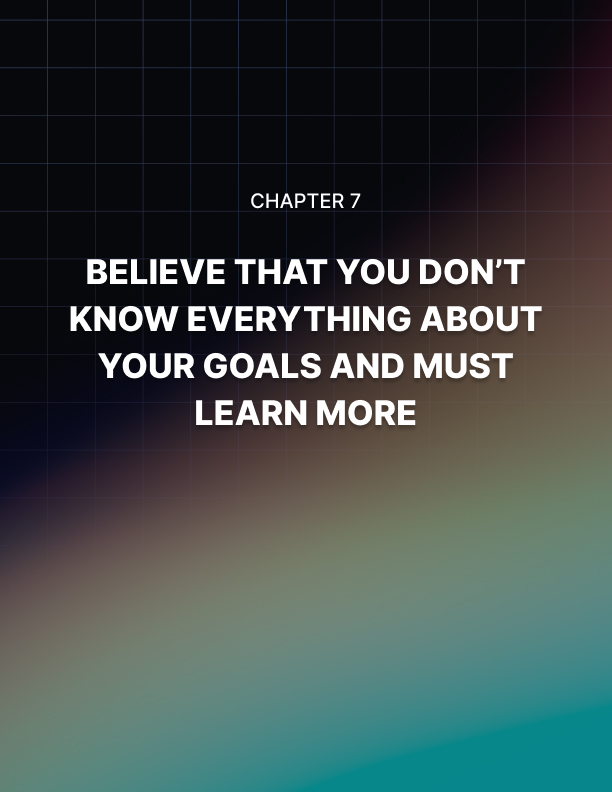 CHAPTER 7
BELIEVE THAT YOU DON’T
KNOW EVERYTHING ABOUT
YOUR GOALS AND MUST
LEARN MORE